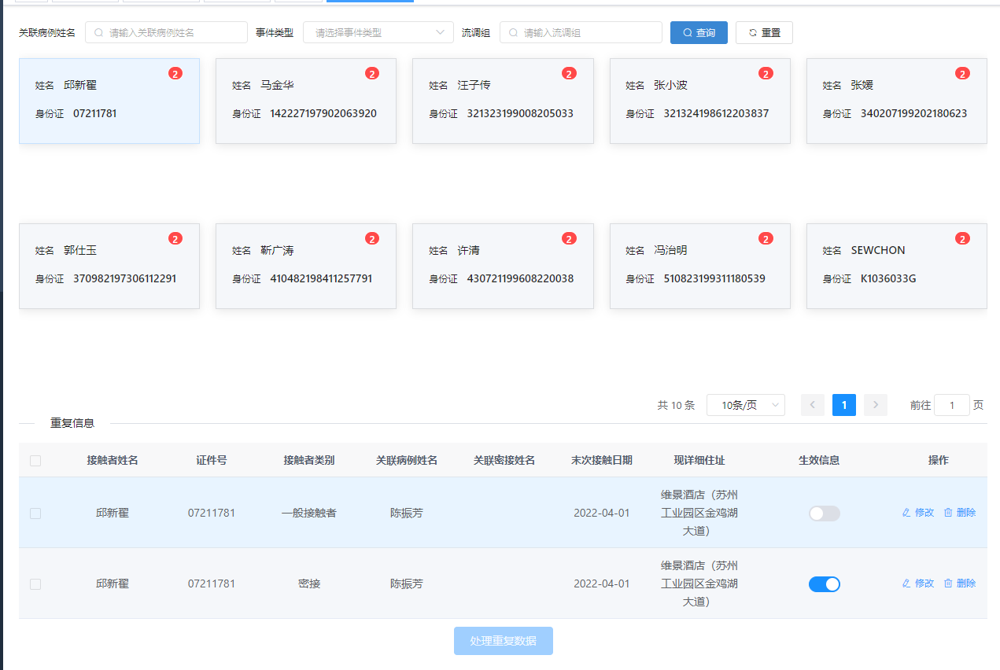 关联病例姓名 请输入关联病例姓名 事件类型 请选择事件类型 流调组 请输入流调组 查询 重置
2 2 2 2 2
姓名 邱新翟 姓名 马金华 姓名 汪子传 姓名 张小波 姓名 张媛
身份证 07211781 身份证 142227197902063920 身份证 321323199008205033 身份证 321324198612203837 身份证 340207199202180623
2 2 2 2 2
姓名 郭仕玉 姓名 靳广涛 姓名 许清 姓名 冯治明 姓名 SEWCHON
身份证 370982197306112291 身份证 410482198411257791 身份证 430721199608220038 身份证 510823199311180539 身份证 K1036033G
共 10 条 10条/页 1 前往 1 页
重复信息
接触者姓名 证件号 接触者类别 关联病例姓名 关联密接姓名 末次接触日期 现详细住址 生效信息 操作
维景酒店（苏州
邱新翟 07211781 一般接触者 陈振芳 2022-04-01 工业园区金鸡湖 修改 删除
大道）
维景酒店（苏州
邱新翟 07211781 密接 陈振芳 2022-04-01 工业园区金鸡湖 修改 删除
大道）
处理重复数据